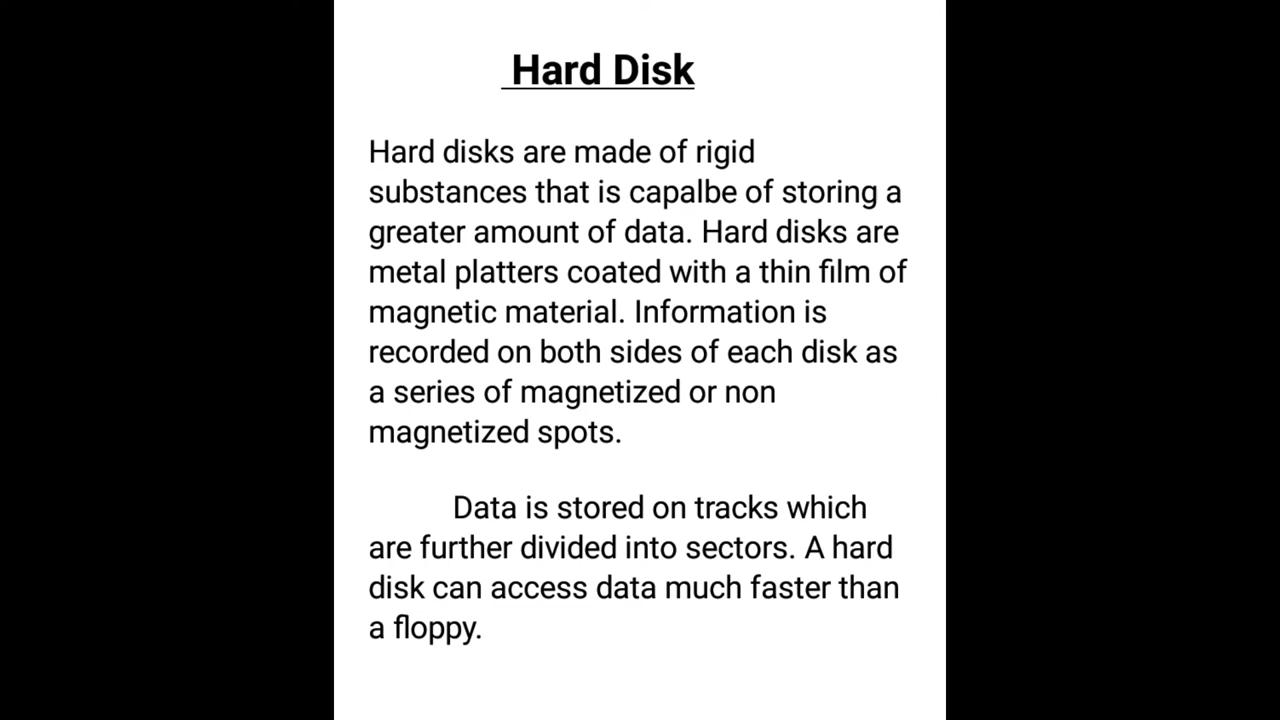 Hard Disk
Hard disks are made of rigid
substances that is capalbe of storing a
greater amount of data. Hard disks are
metal platters coated with a thin film of
magnetic material. Information is
recorded on both sides of each disk as
a series of magnetized or non
magnetized spots.
Data is stored on tracks which
are further divided into sectors. A hard
disk can access data much faster than
a floppy.